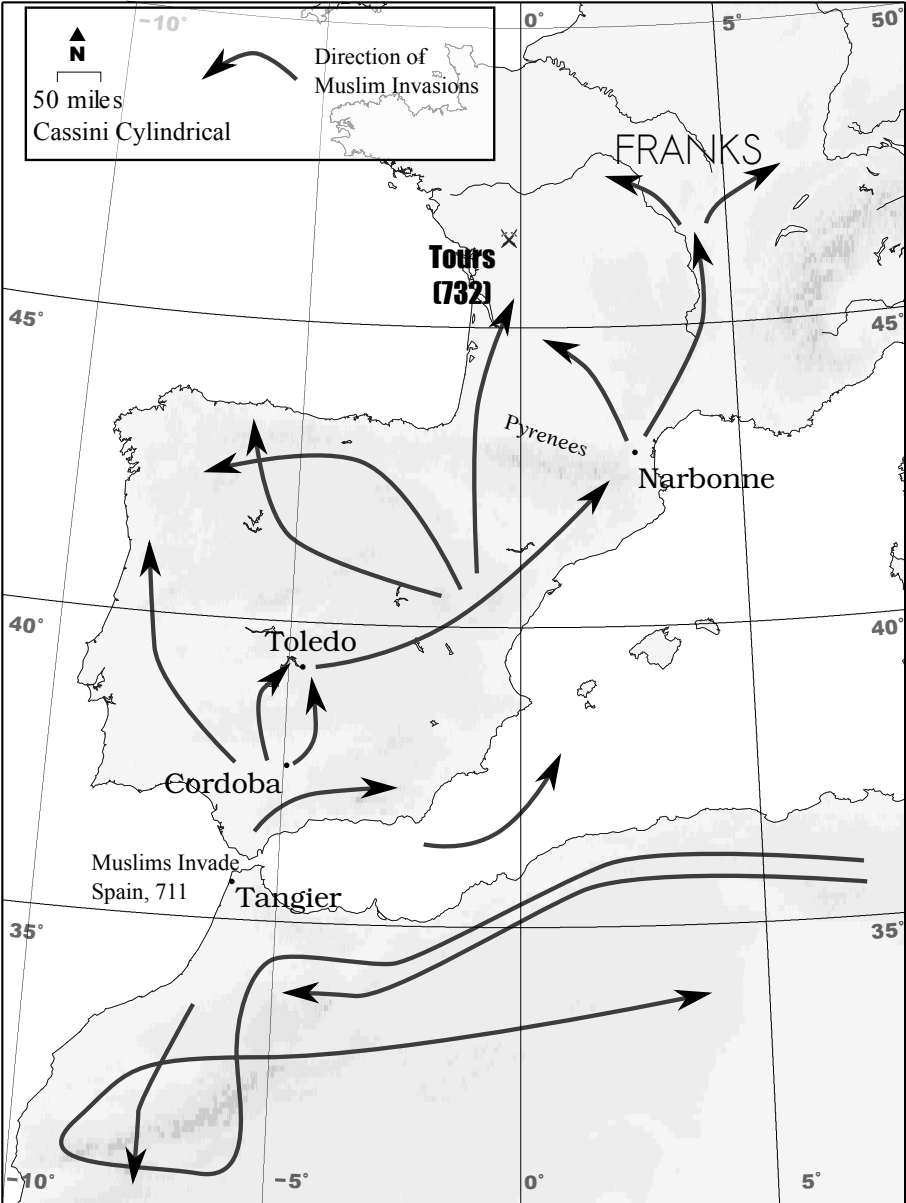 −10°
0°
5°
50°
N
50 miles
Cassini Cylindrical
Direction of
Muslim Invasions
FRANKS
Tours
(732)
45°
45°
Pyrenees
Narbonne
40°
40°
Toledo
Cordoba
Muslims Invade
Spain, 711
Tangier
35°
35°
−10°
−5°
0°
5°